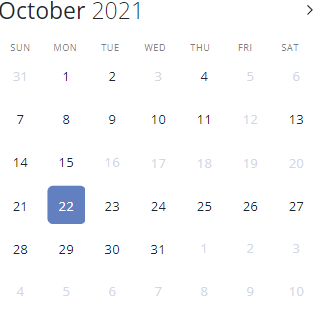 October 2021
SUN MON TUE WED THU FRI SAT
31 1 2 3 4 5 6
7 8 9 10 11 12 13
14 15 16 17 18 19 20
21 22 23 24 25 26 27
28 29 30 31 1 2 3
4 5 6 7 8 9 10